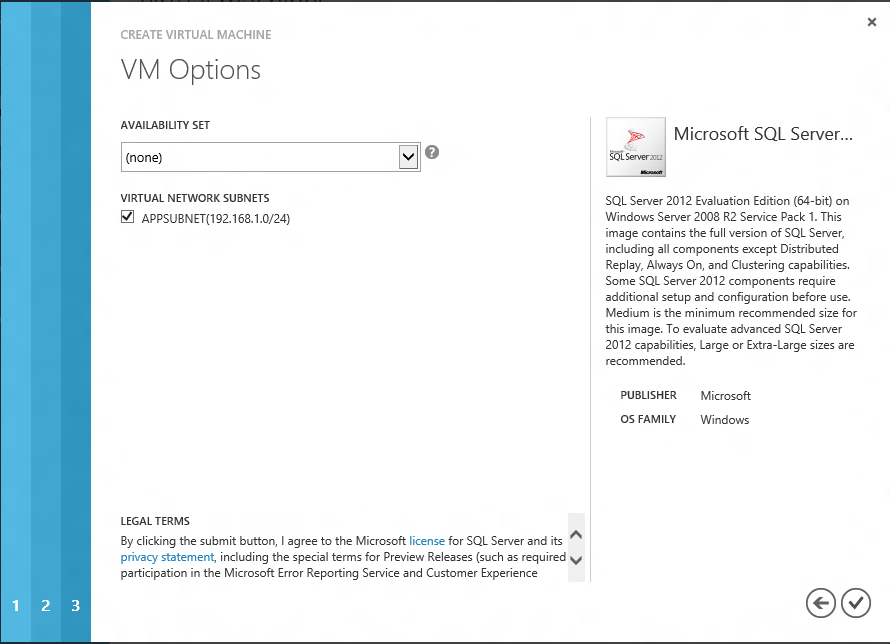 CREATE VIRTUAL MACHINE
VM Options
AVAILABILITY SET
(none)
?
VIRTUAL NETWORK SUBNETS
APPSUBNET(192.168.1.0/24)
LEGAL TERMS
By clicking the submit button, I agree to the Microsoft license for SQL Server and its
privacy statement, including the special terms for Preview Releases (such as required
participation in the Microsoft Error Reporting Service and Customer Experience
Microsoft SQL Server...
Microsoft
SQL Server 2012
Microsoft
SQL Server 2012 Evaluation Edition (64-bit) on
Windows Server 2008 R2 Service Pack 1. This
image contains the full version of SQL Server,
including all components except Distributed
Replay, Always On, and Clustering capabilities.
Some SQL Server 2012 components require
additional setup and configuration before use.
Medium is the minimum recommended size for
this image. To evaluate advanced SQL Server
2012 capabilities, Large or Extra-Large sizes are
recommended.
PUBLISHER Microsoft
OS FAMILY Windows
1 2 3